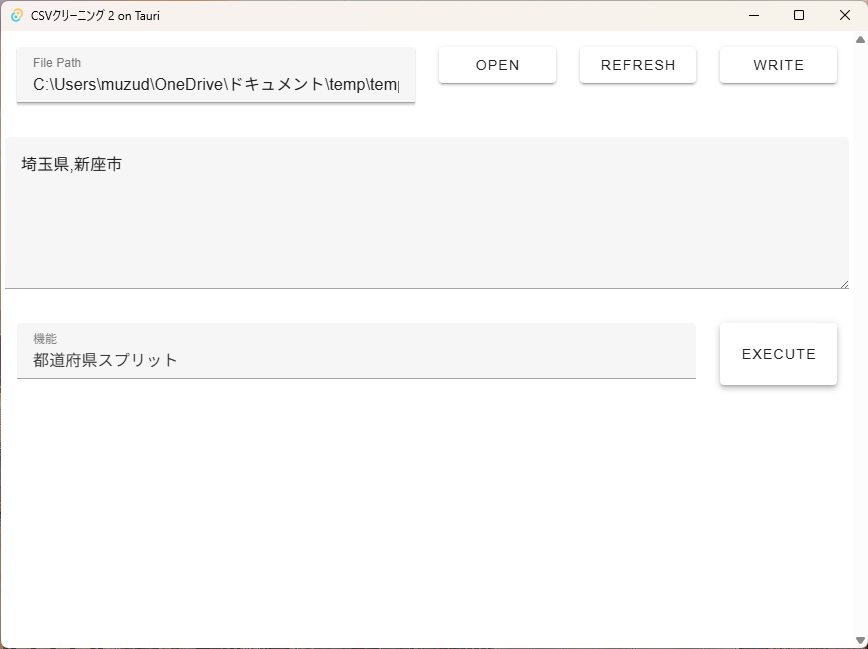 CSVクリーニング 2 on Tauri
File Path
C:\Users\muzud\OneDrive\ドキュメント\temp\temp
OPEN
REFRESH
WRITE
埼玉県,新座市
機能
都道府県スプリット
EXECUTE